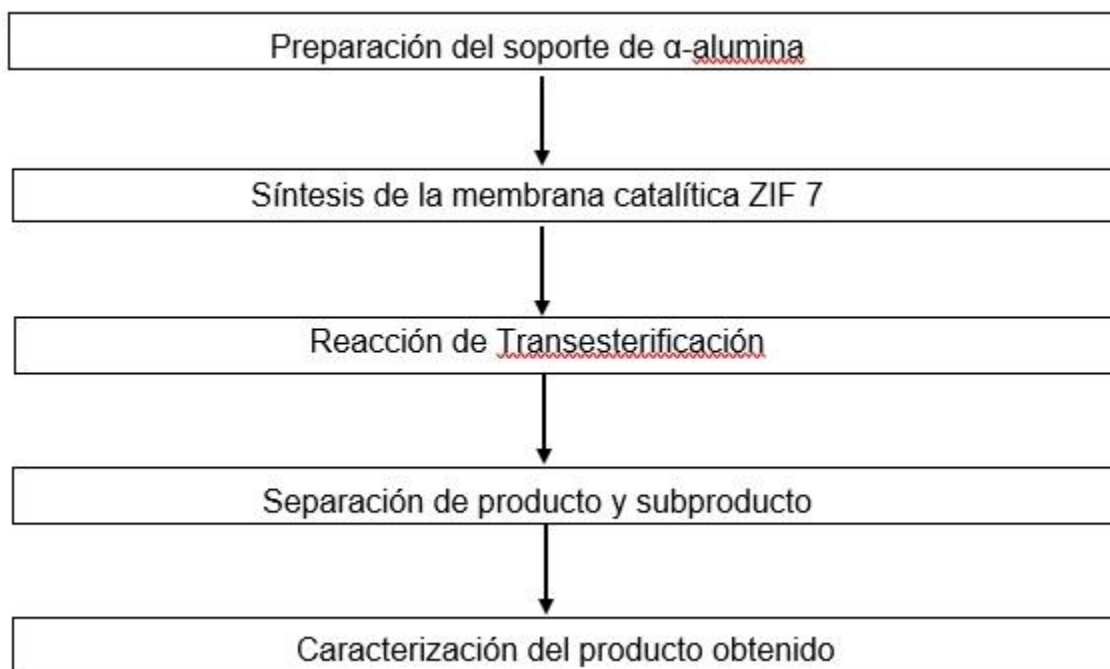 Preparación del soporte de α-alumina
Síntesis de la membrana catalítica ZIF 7
Reacción de Transesterificación
Separación de producto y subproducto
Caracterización del producto obtenido